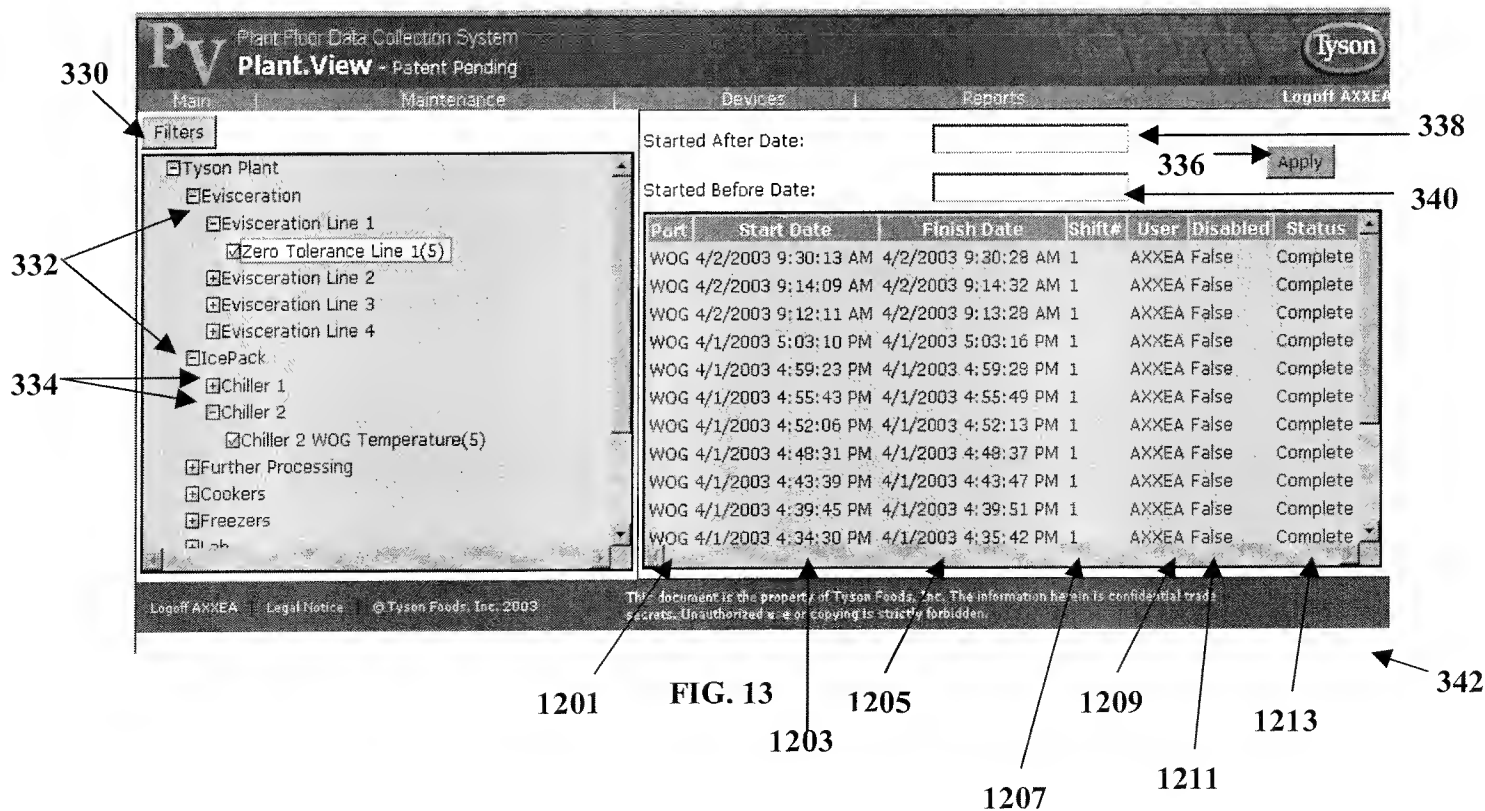 PV Plant Floor Data Collection System
Plant.View - Patent Pending
Tyson
330
Main | Maintenance | Devices | Reports Logoff AXXEA
Filters
Started After Date:
338
336
Apply
Started Before Date:
340
Tyson Plant
Evisceration
Evisceration Line 1
Zero Tolerance Line 1(5)
Evisceration Line 2
Evisceration Line 3
Evisceration Line 4
IcePack
Chiller 1
Chiller 2
Chiller 2 WOG Temperature(5)
Further Processing
Cookers
Freezers
Lab
332
334
Part Start Date Finish Date Shift# User Disabled Status
WOG 4/2/2003 9:30:13 AM 4/2/2003 9:30:28 AM 1 AXXEA False Complete
WOG 4/2/2003 9:14:09 AM 4/2/2003 9:14:32 AM 1 AXXEA False Complete
WOG 4/2/2003 9:12:11 AM 4/2/2003 9:13:28 AM 1 AXXEA False Complete
WOG 4/1/2003 5:03:10 PM 4/1/2003 5:03:16 PM 1 AXXEA False Complete
WOG 4/1/2003 4:59:23 PM 4/1/2003 4:59:28 PM 1 AXXEA False Complete
WOG 4/1/2003 4:55:43 PM 4/1/2003 4:55:49 PM 1 AXXEA False Complete
WOG 4/1/2003 4:52:06 PM 4/1/2003 4:52:13 PM 1 AXXEA False Complete
WOG 4/1/2003 4:48:31 PM 4/1/2003 4:48:37 PM 1 AXXEA False Complete
WOG 4/1/2003 4:43:39 PM 4/1/2003 4:43:47 PM 1 AXXEA False Complete
WOG 4/1/2003 4:39:45 PM 4/1/2003 4:39:51 PM 1 AXXEA False Complete
WOG 4/1/2003 4:34:30 PM 4/1/2003 4:35:42 PM 1 AXXEA False Complete
Logoff AXXEA | Legal Notice | © Tyson Foods, Inc. 2003
This document is the property of Tyson Foods, Inc. The information herein is confidential trade
secrets. Unauthorized use or copying is strictly forbidden.
342
1201 FIG. 13 1205 1209 1213
1203
1211
1207